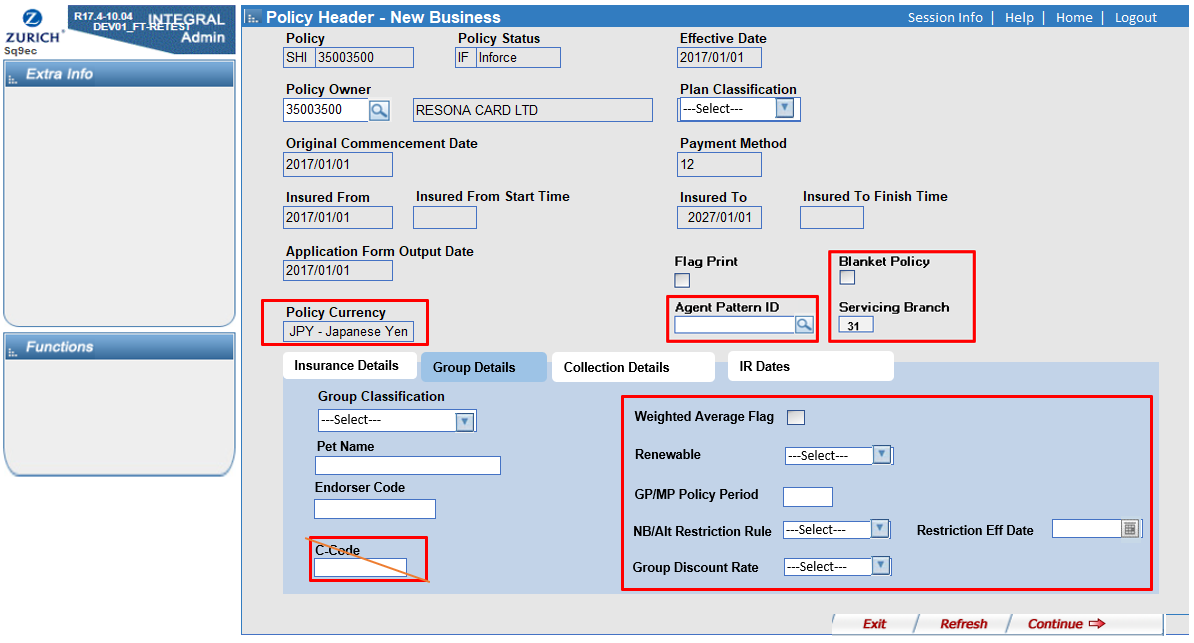 ZURICH
Sq9ec
R17.4-10.04
DEV01_FT-RETEST
INTEGRAL
Admin
Policy Header - New Business
Session Info | Help | Home | Logout
Extra Info
Functions
Policy Policy Status Effective Date
SHI 35003500 IF Inforce 2017/01/01
Policy Owner Plan Classification
35003500 RESONA CARD LTD ---Select---
Original Commencement Date Payment Method
2017/01/01 12
Insured From Insured From Start Time Insured To Insured To Finish Time
2017/01/01 2027/01/01
Application Form Output Date
2017/01/01
Flag Print Blanket Policy
Policy Currency Agent Pattern ID Servicing Branch
JPY - Japanese Yen 31
Insurance Details Group Details Collection Details IR Dates
Group Classification
---Select---
Pet Name
Endorser Code
C-Code
Weighted Average Flag
Renewable ---Select---
GP/MP Policy Period
NB/Alt Restriction Rule ---Select--- Restriction Eff Date
Group Discount Rate ---Select---
Exit Refresh Continue